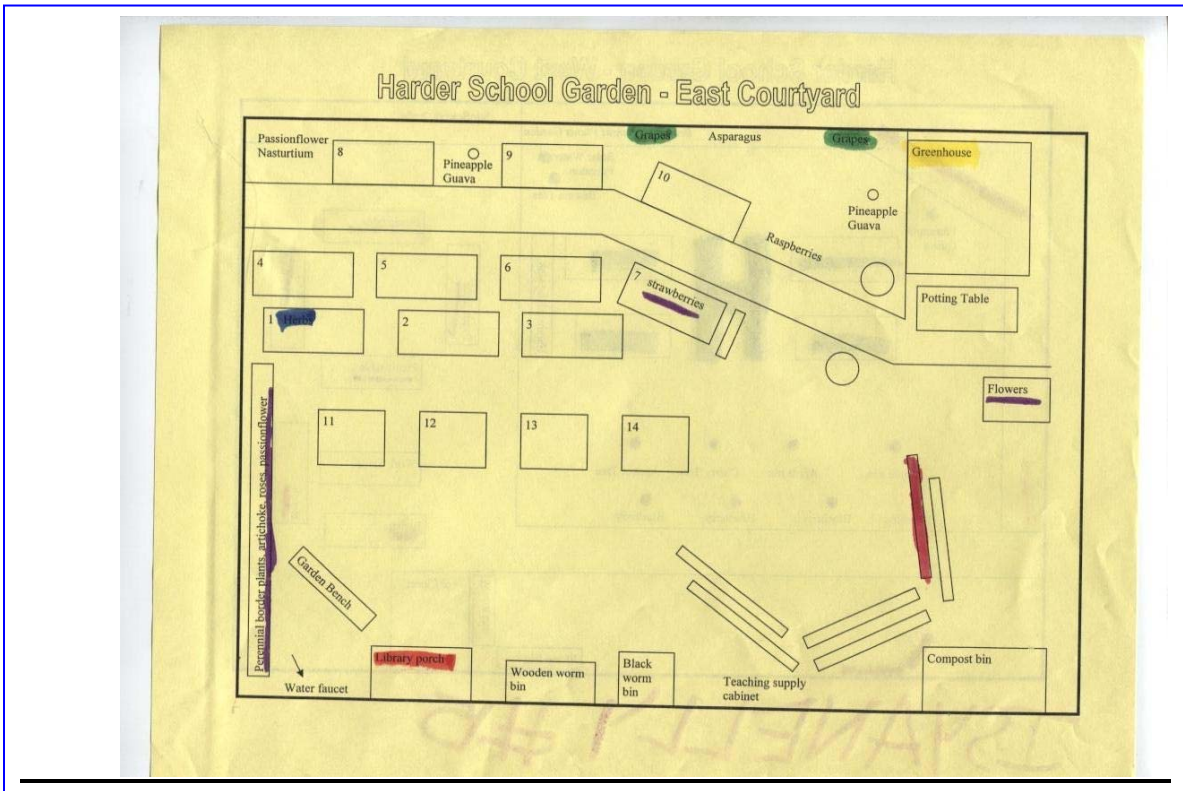 Harder School Garden - East Courtyard
Passionflower
Nasturtium
8
Pineapple
Guava
9
Grapes
Asparagus
Grapes
Greenhouse
10
Pineapple
Guava
Raspberries
4
5
6
7 strawberries
Potting Table
1 Herbs
2
3
Flowers
11
12
13
14
Perennial border plants, artichoke, roses, passionflower
Garden Bench
Water faucet
Library porch
Wooden worm
bin
Black
worm
bin
Teaching supply
cabinet
Compost bin